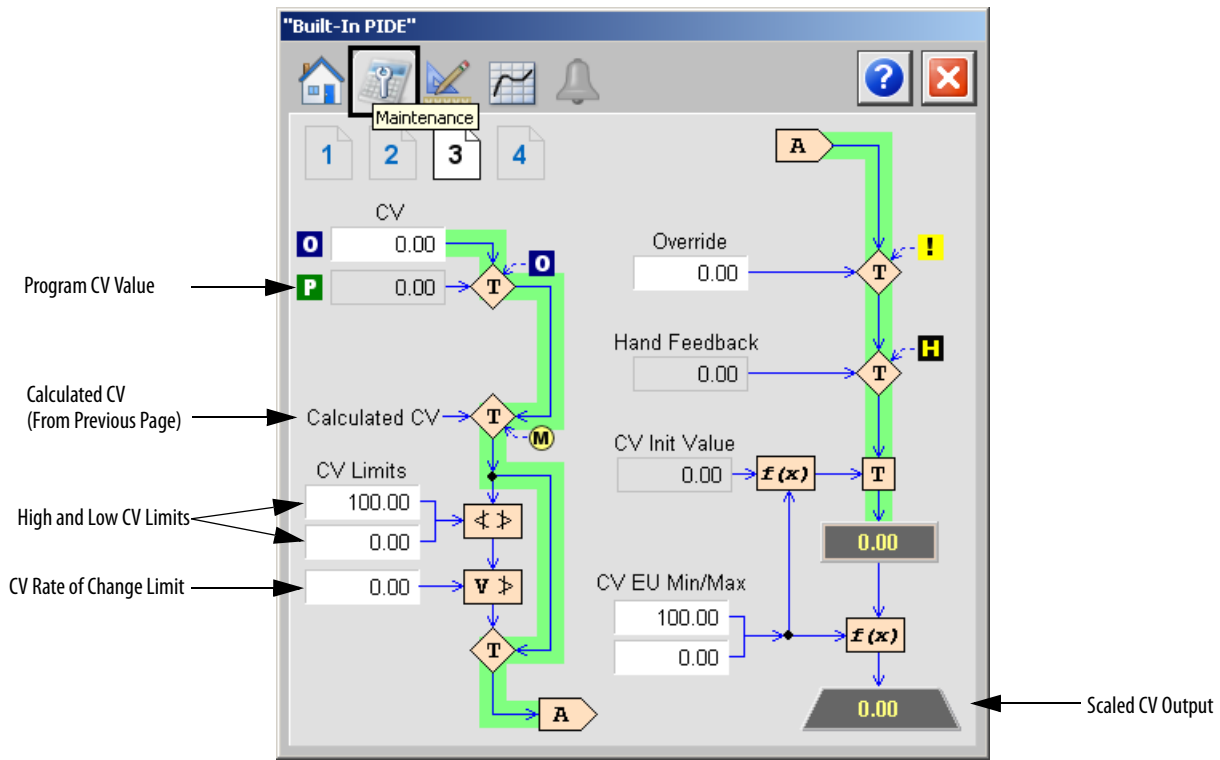 "Built-In PIDE"
?
Maintenance
1 2 3 4
A
CV
O 0.00
O
T
P 0.00
Program CV Value
Override
0.00
!
T
Hand Feedback
0.00
H
T
Calculated CV
(From Previous Page)
Calculated CV
T
M
CV Init Value
0.00
f(x)
T
CV Limits
100.00
0.00
High and Low CV Limits
0.00
CV Rate of Change Limit
V
0.00
CV EU Min/Max
100.00
0.00
f(x)
T
A
0.00
Scaled CV Output